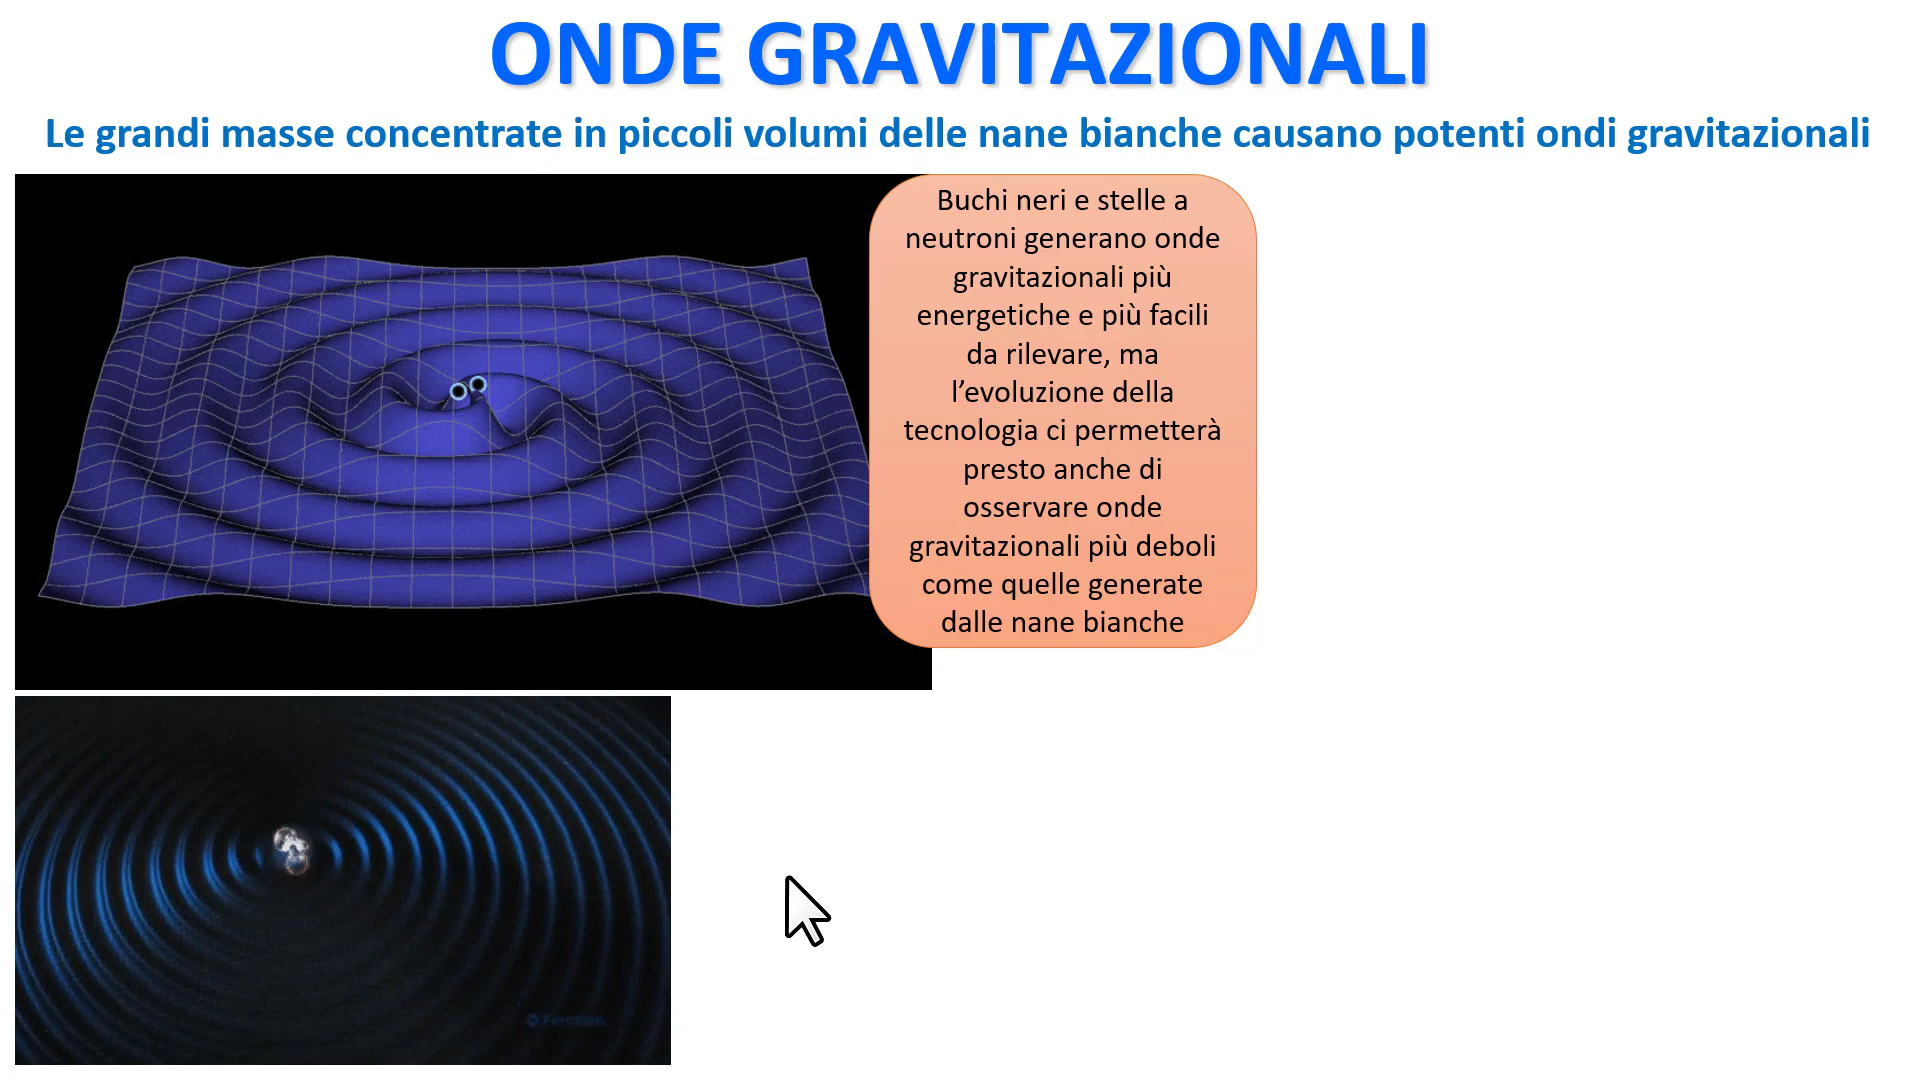 ONDE GRAVITAZIONALI
Le grandi masse concentrate in piccoli volumi delle nane bianche causano potenti ondi gravitazionali
Buchi neri e stelle a
neutroni generano onde
gravitazionali più
energetiche e più facili
da rilevare, ma
l’evoluzione della
tecnologia ci permetterà
presto anche di
osservare onde
gravitazionali più deboli
come quelle generate
dalle nane bianche